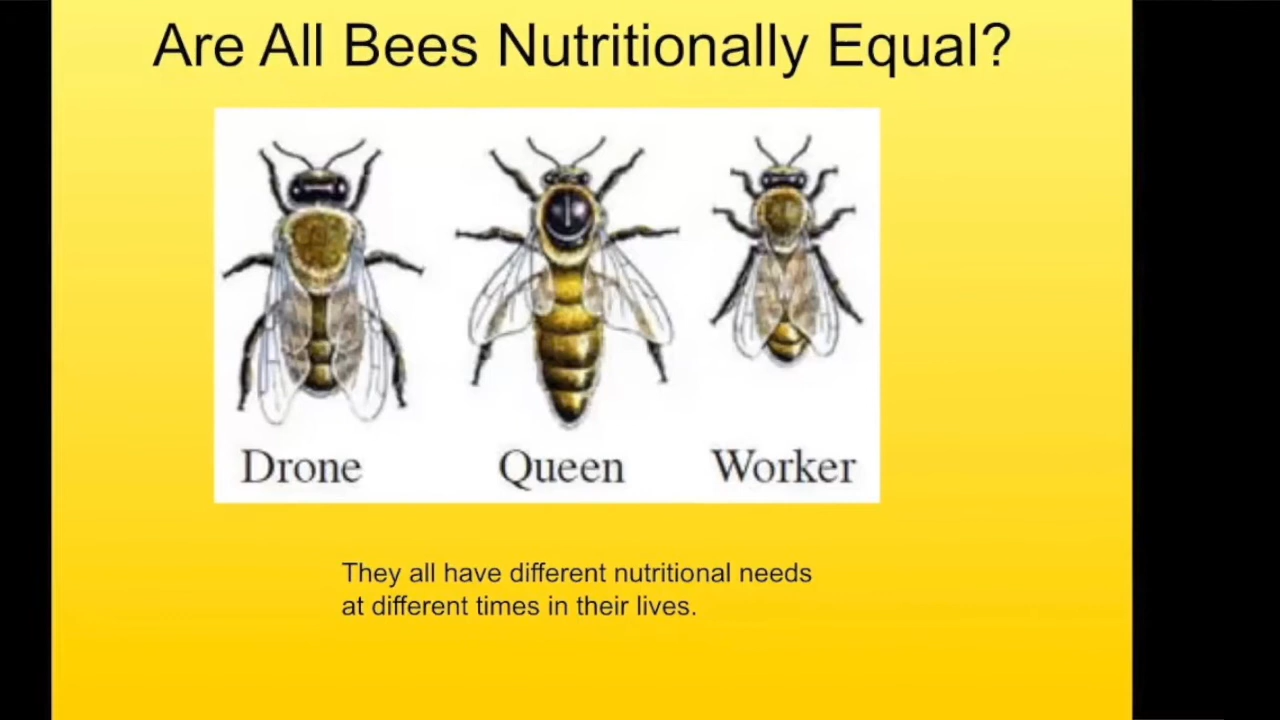 Are All Bees Nutritionally Equal?
Drone Queen Worker
They all have different nutritional needs
at different times in their lives.